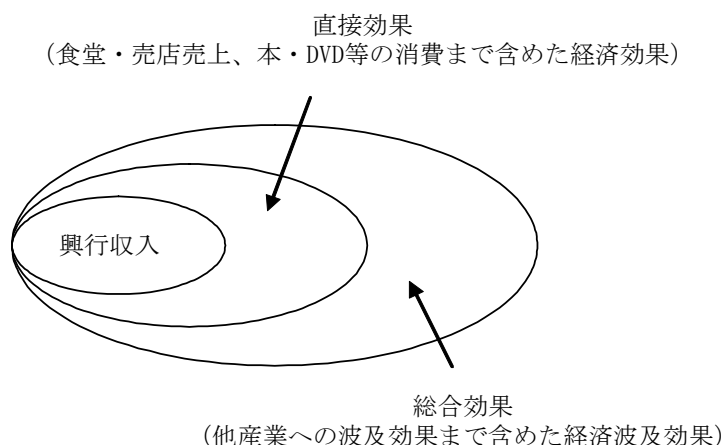 直接効果
(食堂・売店売上、本・DVD等の消費まで含めた経済効果)
興行収入
総合効果
(他産業への波及効果まで含めた経済波及効果)